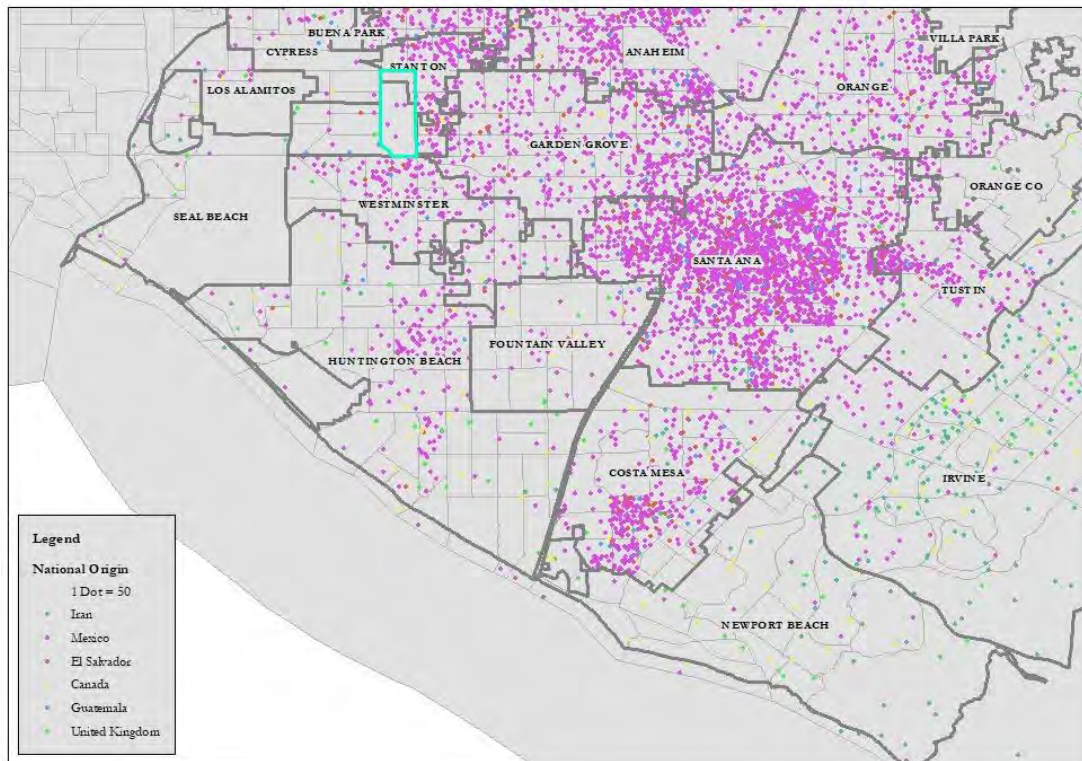 BUENA PARK
VILLA PARK
CYPRESS
ANAHEIM
STANTON
LOS ALAMITOS
ORANGE
GARDEN GROVE
ORANGE CO
WESTMINSTER
SEAL BEACH
SANTA ANA
TUSTIN
FOUNTAIN VALLEY
HUNTINGTON BEACH
COSTA MESA
IRVINE
NEWPORT BEACH
Legend
National Origin
1 Dot = 50
Iran
Mexico
El Salvador
Canada
Guatemala
United Kingdom